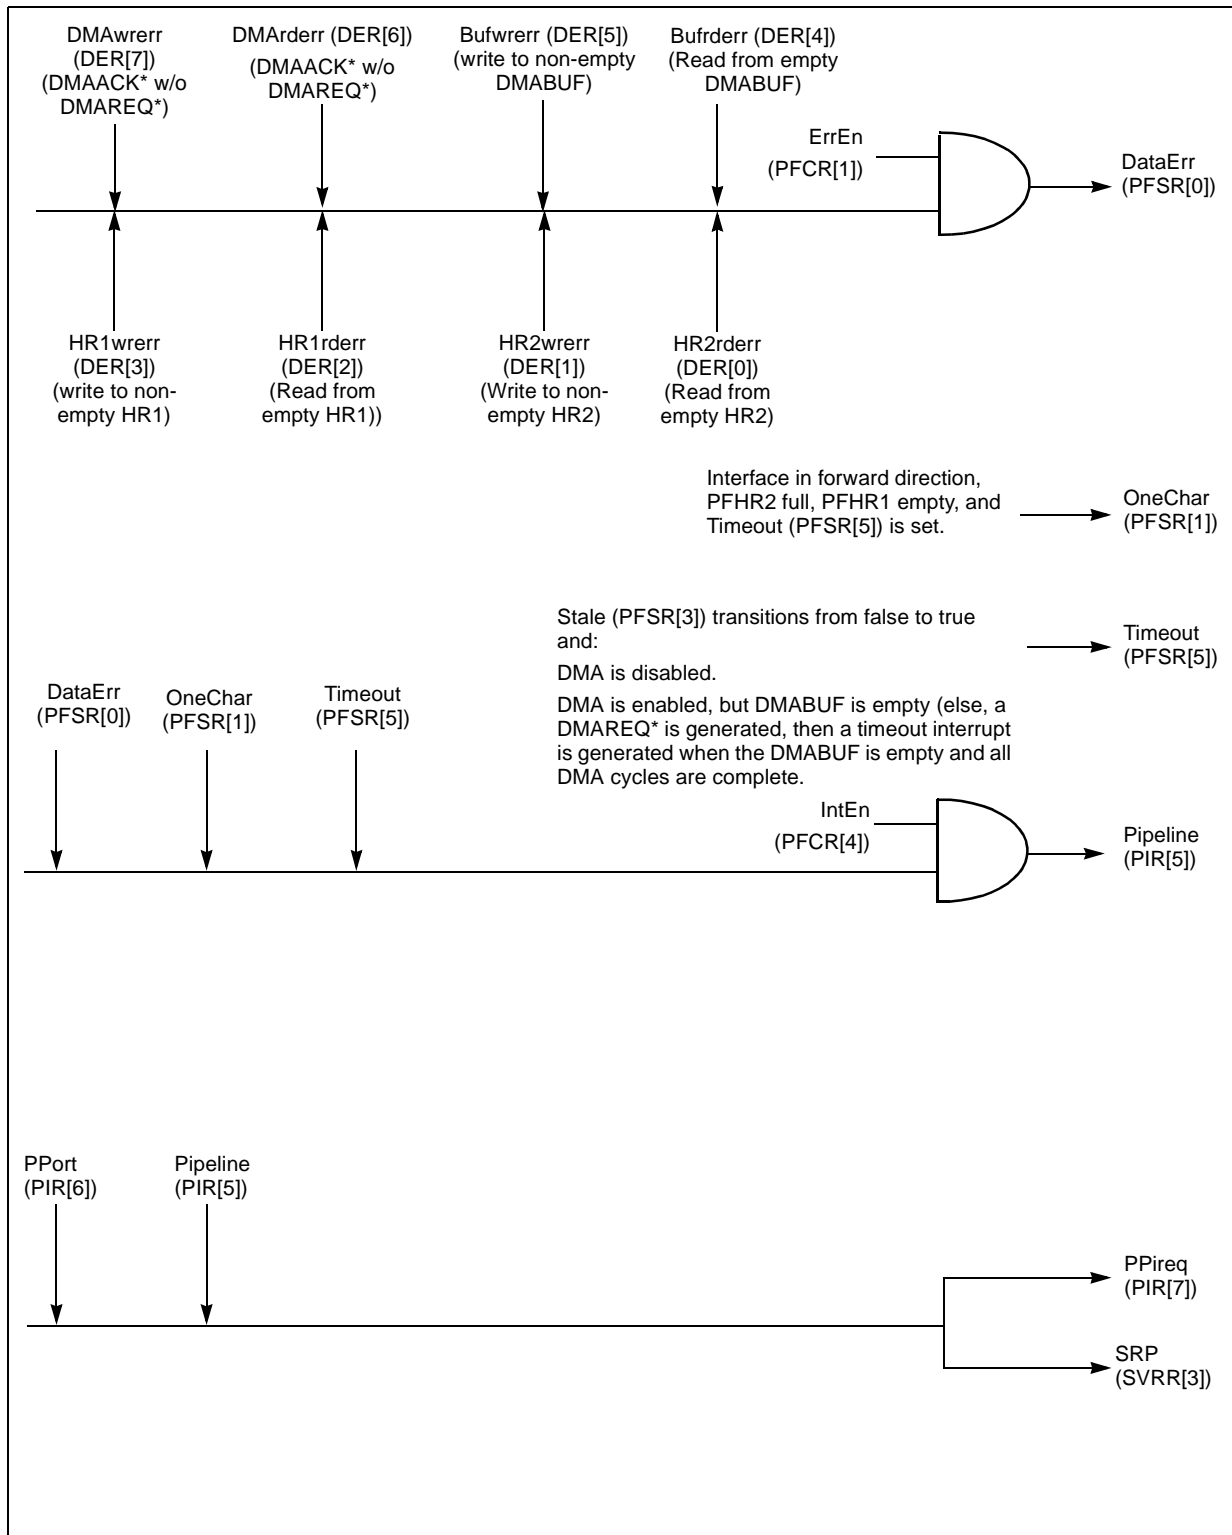 DMAwrerr
(DER[7])
(DMAACK* w/o
DMAREQ*)
DMArderr (DER[6])
(DMAACK* w/o
DMAREQ*)
Bufwrerr (DER[5])
(write to non-empty
DMABUF)
Bufrderr (DER[4])
(Read from empty
DMABUF)
ErrEn
(PFCR[1])
DataErr
(PFSR[0])
HR1wrerr
(DER[3])
(write to non-
empty HR1)
HR1rderr
(DER[2])
(Read from
empty HR1))
HR2wrerr
(DER[1])
(Write to non-
empty HR2)
HR2rderr
(DER[0])
(Read from
empty HR2)
Interface in forward direction,
PFHR2 full, PFHR1 empty, and
Timeout (PFSR[5]) is set.
OneChar
(PFSR[1])
Stale (PFSR[3]) transitions from false to true
and:
DMA is disabled.
DMA is enabled, but DMABUF is empty (else, a
DMAREQ* is generated, then a timeout interrupt
is generated when the DMABUF is empty and all
DMA cycles are complete.
Timeout
(PFSR[5])
DataErr
(PFSR[0])
OneChar
(PFSR[1])
Timeout
(PFSR[5])
IntEn
(PFCR[4])
Pipeline
(PIR[5])
PPort
(PIR[6])
Pipeline
(PIR[5])
PPireq
(PIR[7])
SRP
(SVRR[3])